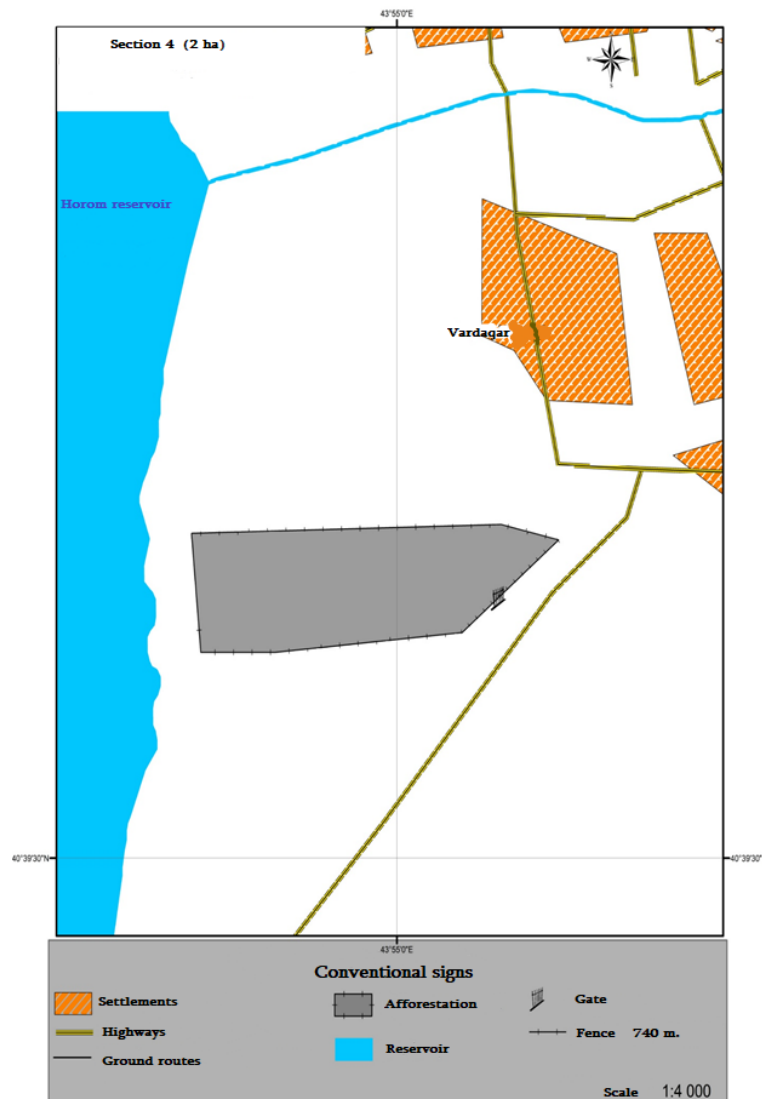 43°55'0"E
Section 4 (2 ha)
Horom reservoir
Vardagar
40°39'30"N
40°39'30"
43°55'0"E
Conventional signs
Settlements
Afforestation
Gate
Highways
Fence 740 m.
Reservoir
Ground routes
Scale 1:4 000